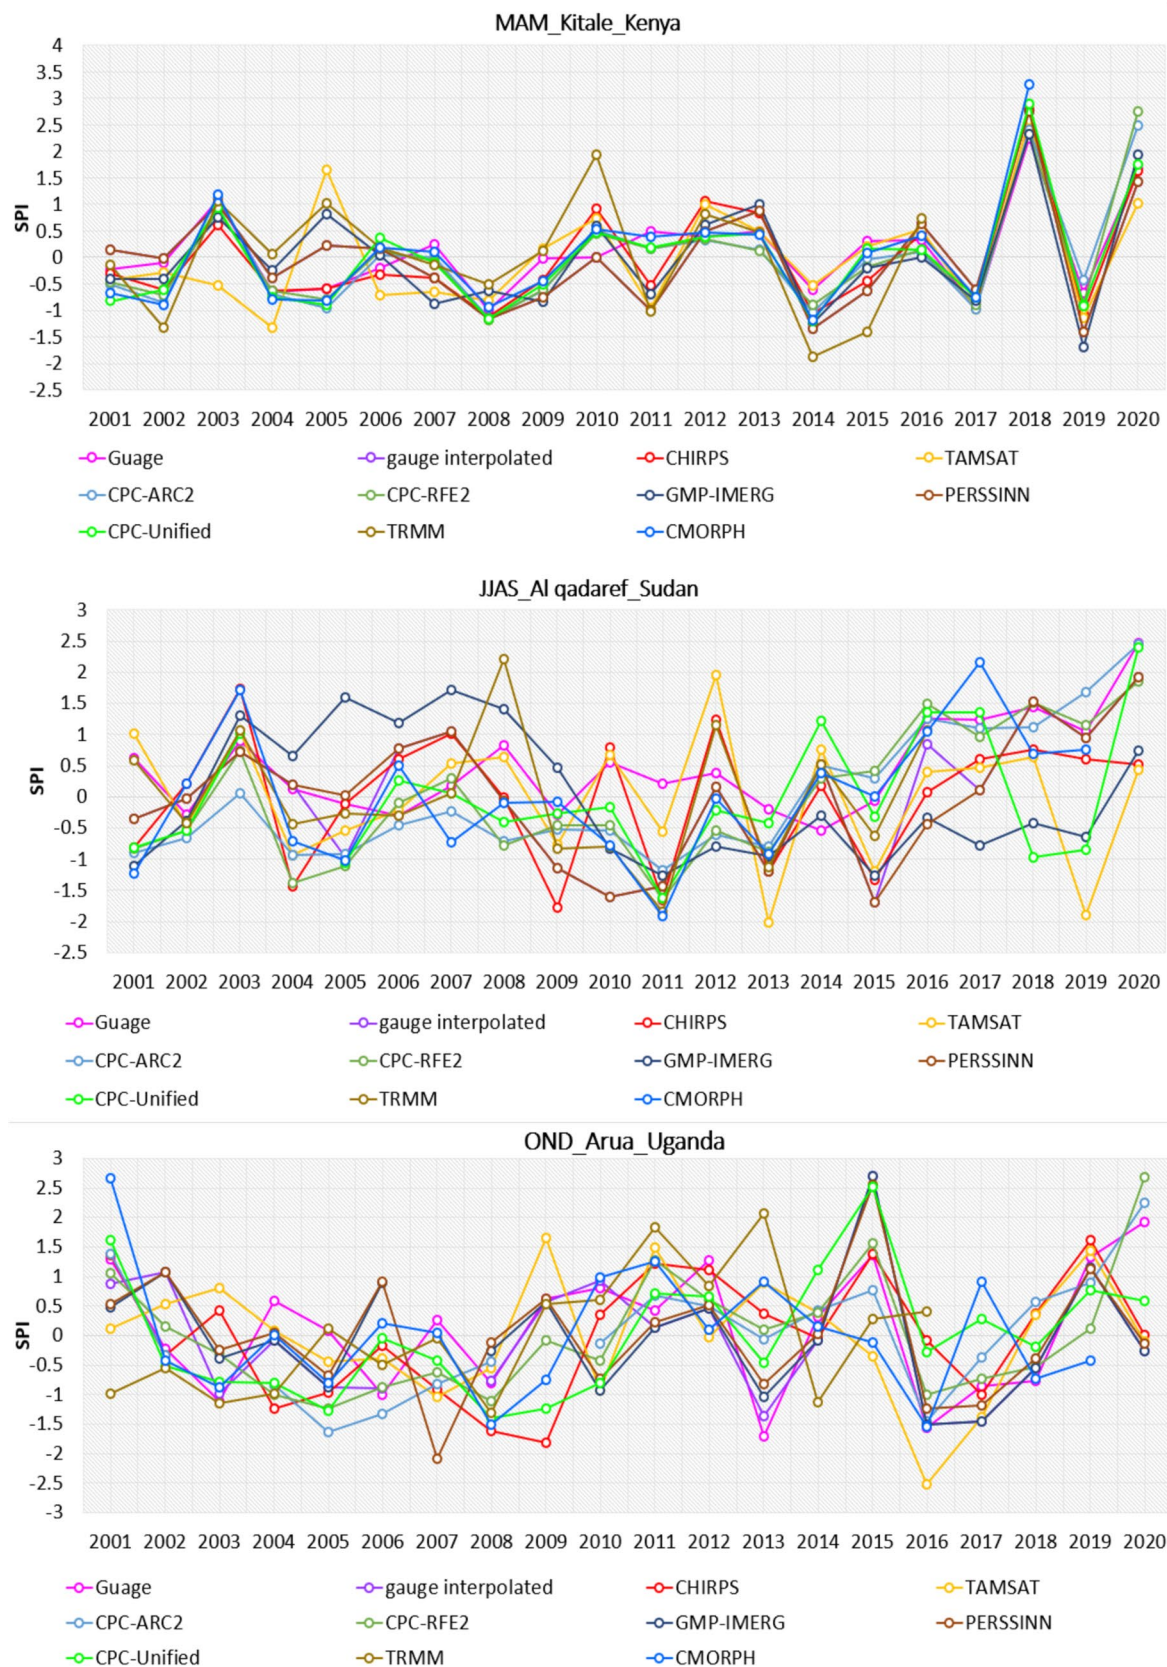 MAM_Kitale_Kenya
4
3.5
3
2.5
2
1.5
1
0.5
0
-0.5
-1
-1.5
-2
-2.5
SPI
2001 2002 2003 2004 2005 2006 2007 2008 2009 2010 2011 2012 2013 2014 2015 2016 2017 2018 2019 2020
Guage gauge interpolated CHIRPS TAMSAT
CPC-ARC2 CPC-RFE2 GMP-IMERG PERSSINN
CPC-Unified TRMM CMORPH
JJAS_Al qadaref_Sudan
3
2.5
2
1.5
1
0.5
0
-0.5
-1
-1.5
-2
-2.5
SPI
2001 2002 2003 2004 2005 2006 2007 2008 2009 2010 2011 2012 2013 2014 2015 2016 2017 2018 2019 2020
Guage gauge interpolated CHIRPS TAMSAT
CPC-ARC2 CPC-RFE2 GMP-IMERG PERSSINN
CPC-Unified TRMM CMORPH
OND_Arua_Uganda
3
2.5
2
1.5
1
0.5
0
-0.5
-1
-1.5
-2
-2.5
-3
SPI
2001 2002 2003 2004 2005 2006 2007 2008 2009 2010 2011 2012 2013 2014 2015 2016 2017 2018 2019 2020
Guage gauge interpolated CHIRPS TAMSAT
CPC-ARC2 CPC-RFE2 GMP-IMERG PERSSINN
CPC-Unified TRMM CMORPH